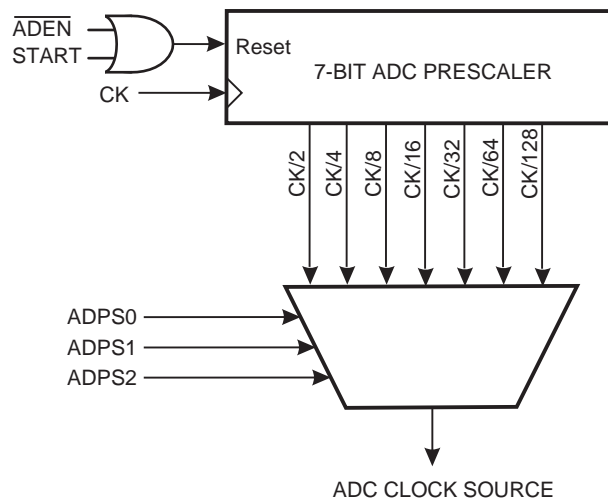 ADEN
START
Reset
CK
7-BIT ADC PRESCALER
CK/2
CK/4
CK/8
CK/16
CK/32
CK/64
CK/128
ADPS0
ADPS1
ADPS2
ADC CLOCK SOURCE